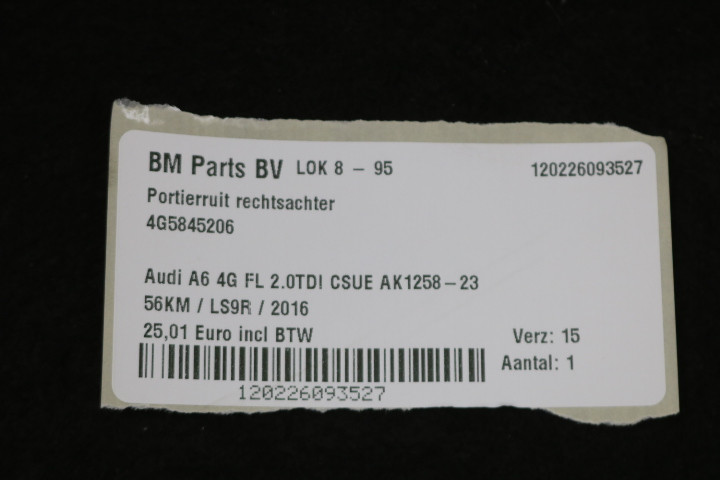 BM Parts BV LOK 8 - 95 120226093527
Portierruit rechtsachter
4G5845206
Audi A6 4G FL 2.0TDI CSUE AK1258-23
56KM / LS9R / 2016
25,01 Euro incl BTW Verz: 15
Aantal: 1
120226093527